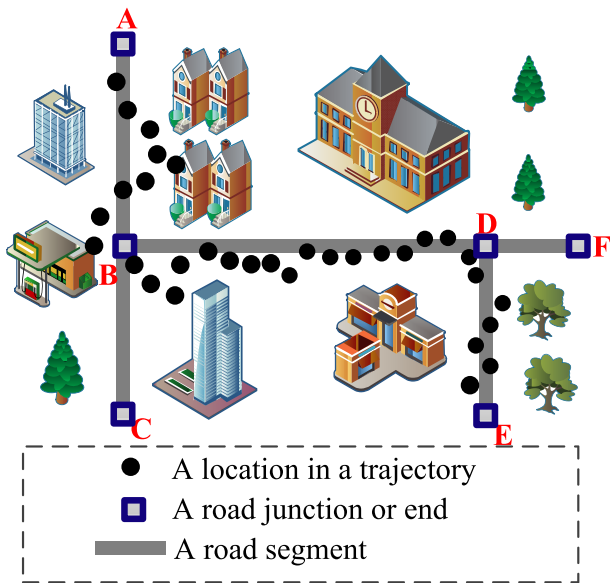 A
D
F
B
C
E
A location in a trajectory
A road junction or end
A road segment